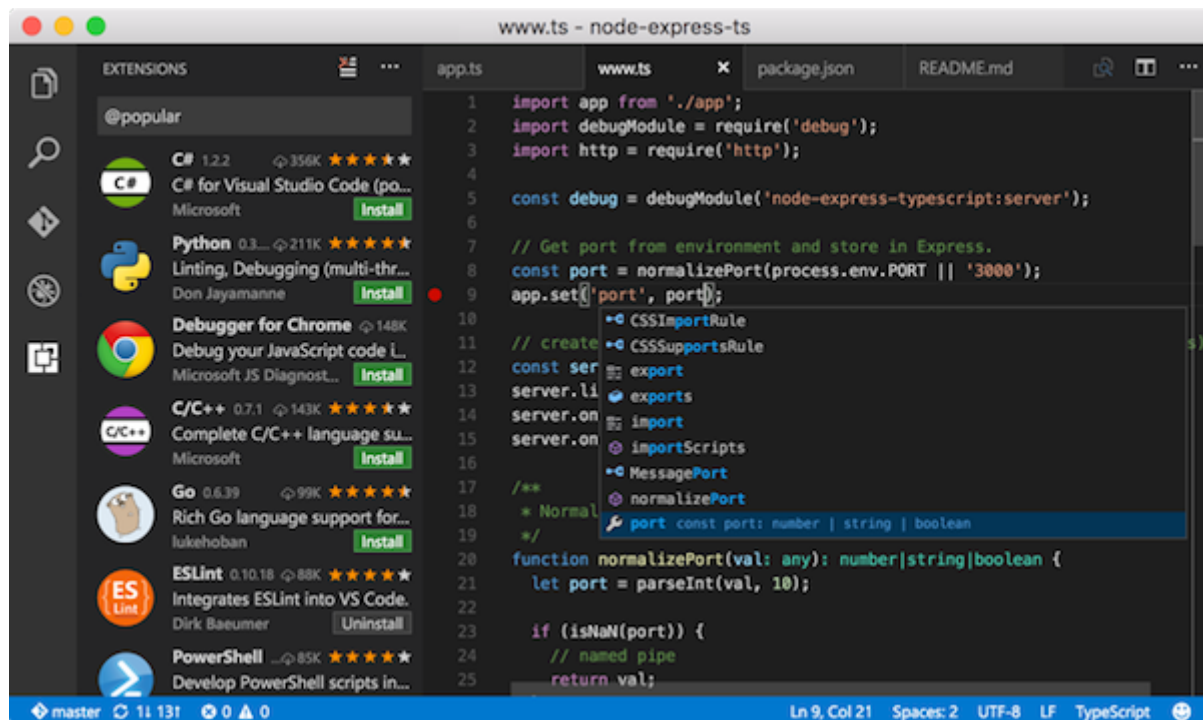 www.ts - node-express-ts
EXTENSIONS
@popular
C# 1.2.2 356K
C# for Visual Studio Code (po...
Microsoft Install
Python 0.3... 211K
Linting, Debugging (multi-thr...
Don Jayamanne Install
Debugger for Chrome 148K
Debug your JavaScript code i...
Microsoft JS Diagnost... Install
C/C++ 0.7.1 143K
C/C++
Complete C/C++ language su...
Microsoft Install
Go 0.6.39 99K
Rich Go language support for...
lukehoban Install
ESLint 0.10.18 88K
ES
Lint
Integrates ESLint into VS Code.
Dirk Baeumer Uninstall
PowerShell ... 85K
Develop PowerShell scripts in...
C#
app.ts www.ts × package.json README.md ...
1 import app from './app';
2 import debugModule = require('debug');
3 import http = require('http');
4
5 const debug = debugModule('node-express-typescript:server');
6
7 // Get port from environment and store in Express.
8 const port = normalizePort(process.env.PORT || '3000');
9 app.set('port', port);
10
11 // create s)
12 const ser
13 server.li
14 server.on
15 server.on
16
17 /**
18 * Normal
19 */
20 function normalizePort(val: any): number|string|boolean {
21 let port = parseInt(val, 10);
22
23 if (isNaN(port)) {
24 // named pipe
25 return val;
CSSImportRule
CSSSupportsRule
export
exports
import
importScripts
MessagePort
normalizePort
port const port: number | string | boolean
master 1↓ 13↑ 0 0 Ln 9, Col 21 Spaces: 2 UTF-8 LF TypeScript